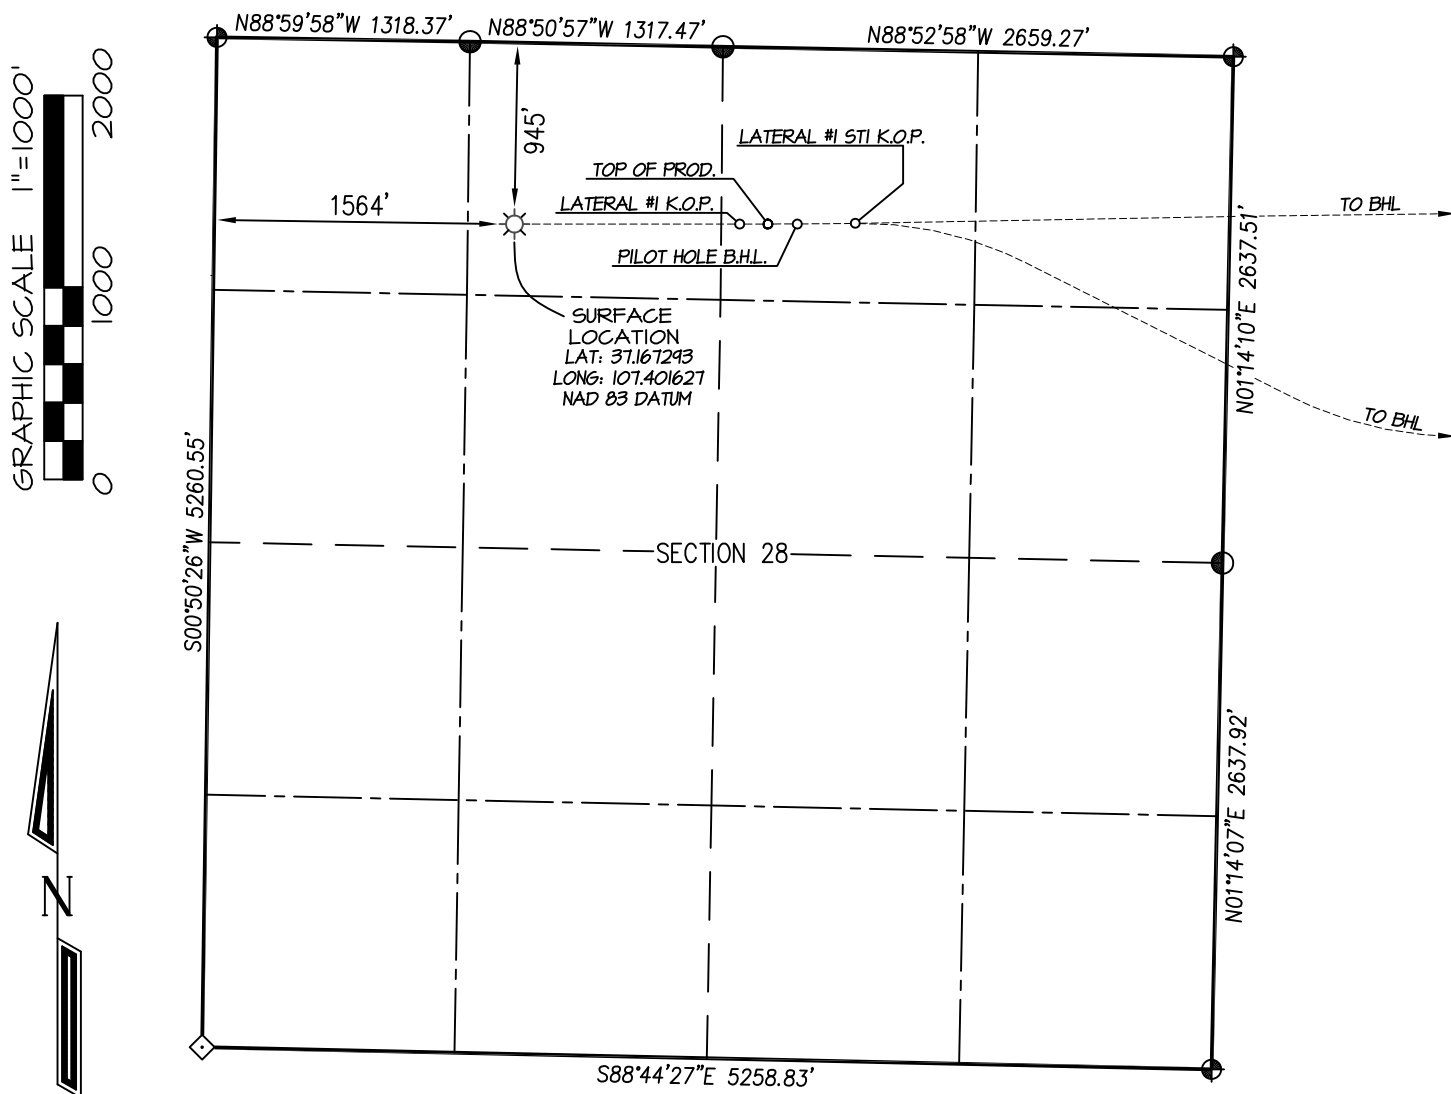 N88°59'58"W 1318.37'
N88°50'57"W 1317.47'
N88°52'58"W 2659.27'
GRAPHIC SCALE 1"=1000'
2000
1000
0
945'
1564'
LATERAL #1 ST1 K.O.P.
TOP OF PROD.
LATERAL #1 K.O.P.
PILOT HOLE B.H.L.
TO BHL
TO BHL
SURFACE
LOCATION
LAT: 37.167293
LONG: 107.401627
NAD 83 DATUM
N01°14'10"E 2637.51'
S00°50'26"W 5260.55'
SECTION 28
N01°14'07"E 2637.92'
N
S88°44'27"E 5258.83'